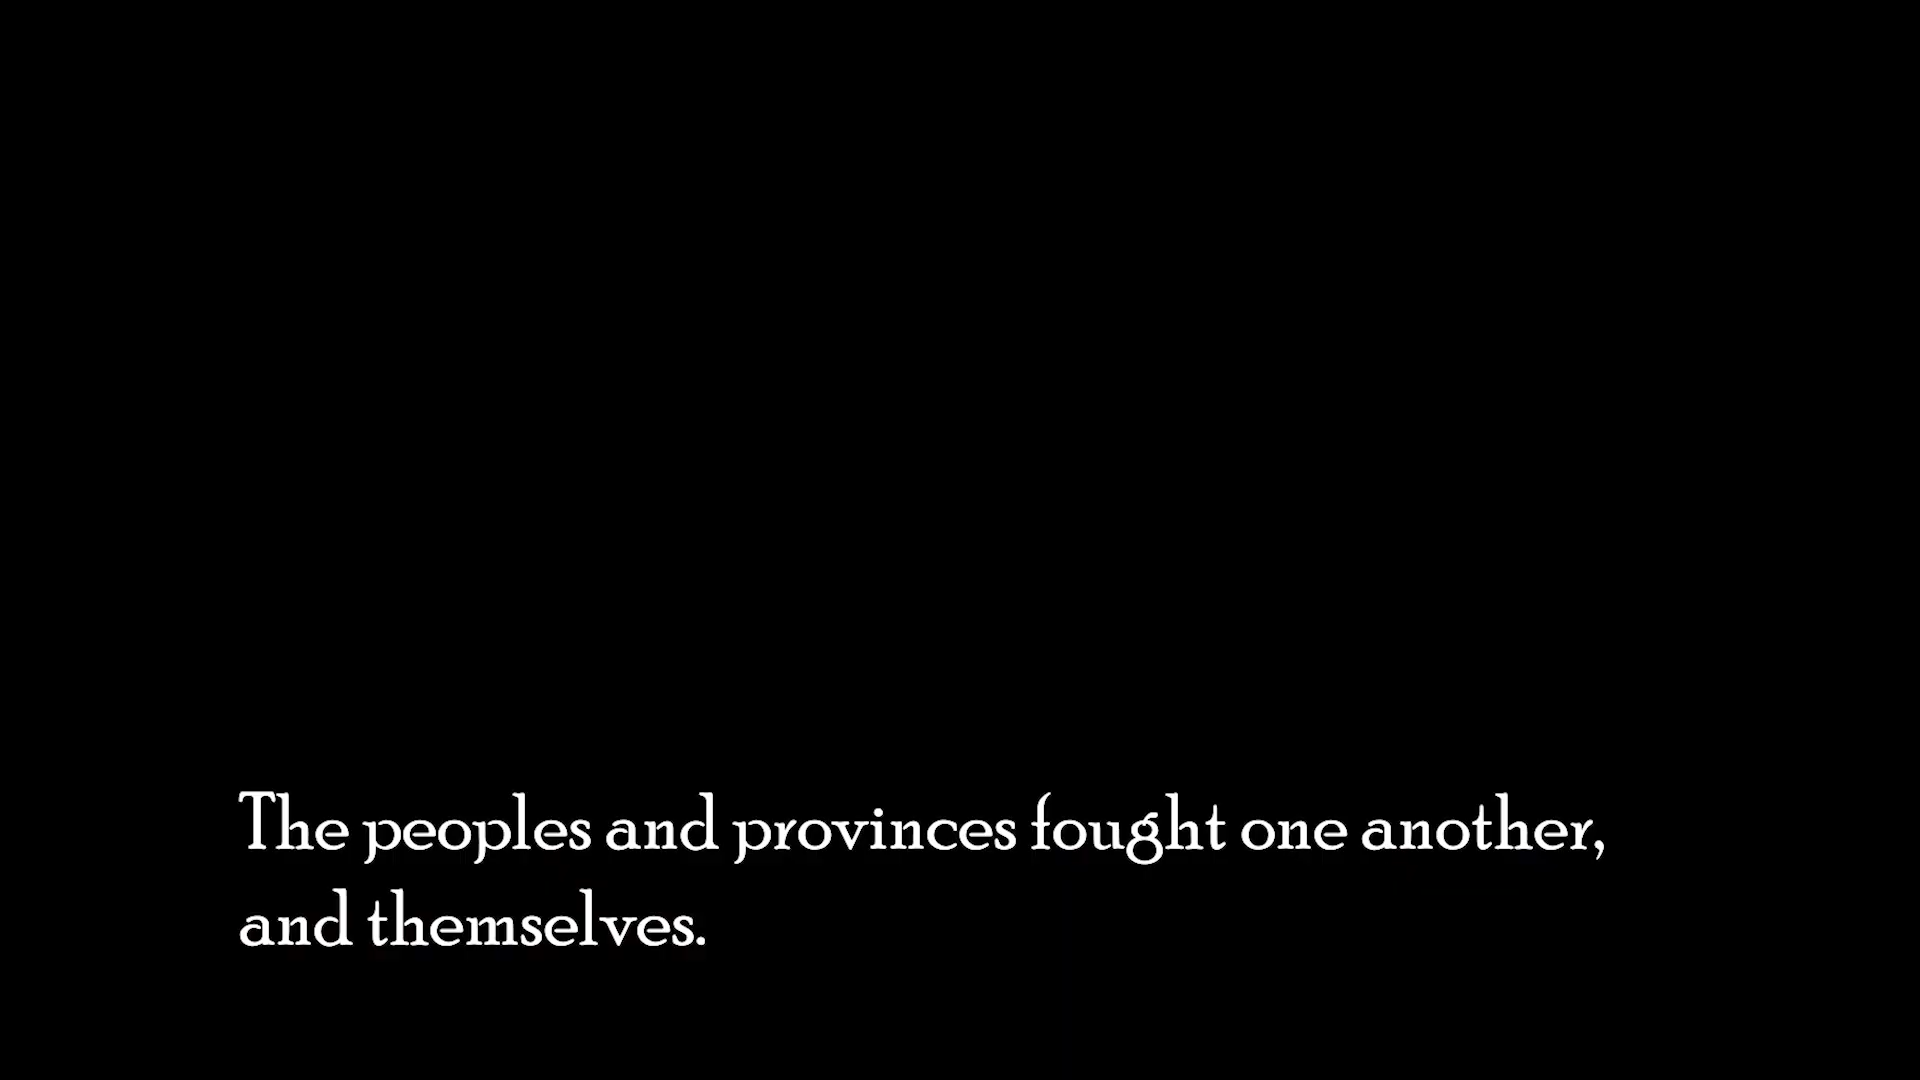 The peoples and provinces fought one another,
and themselves.